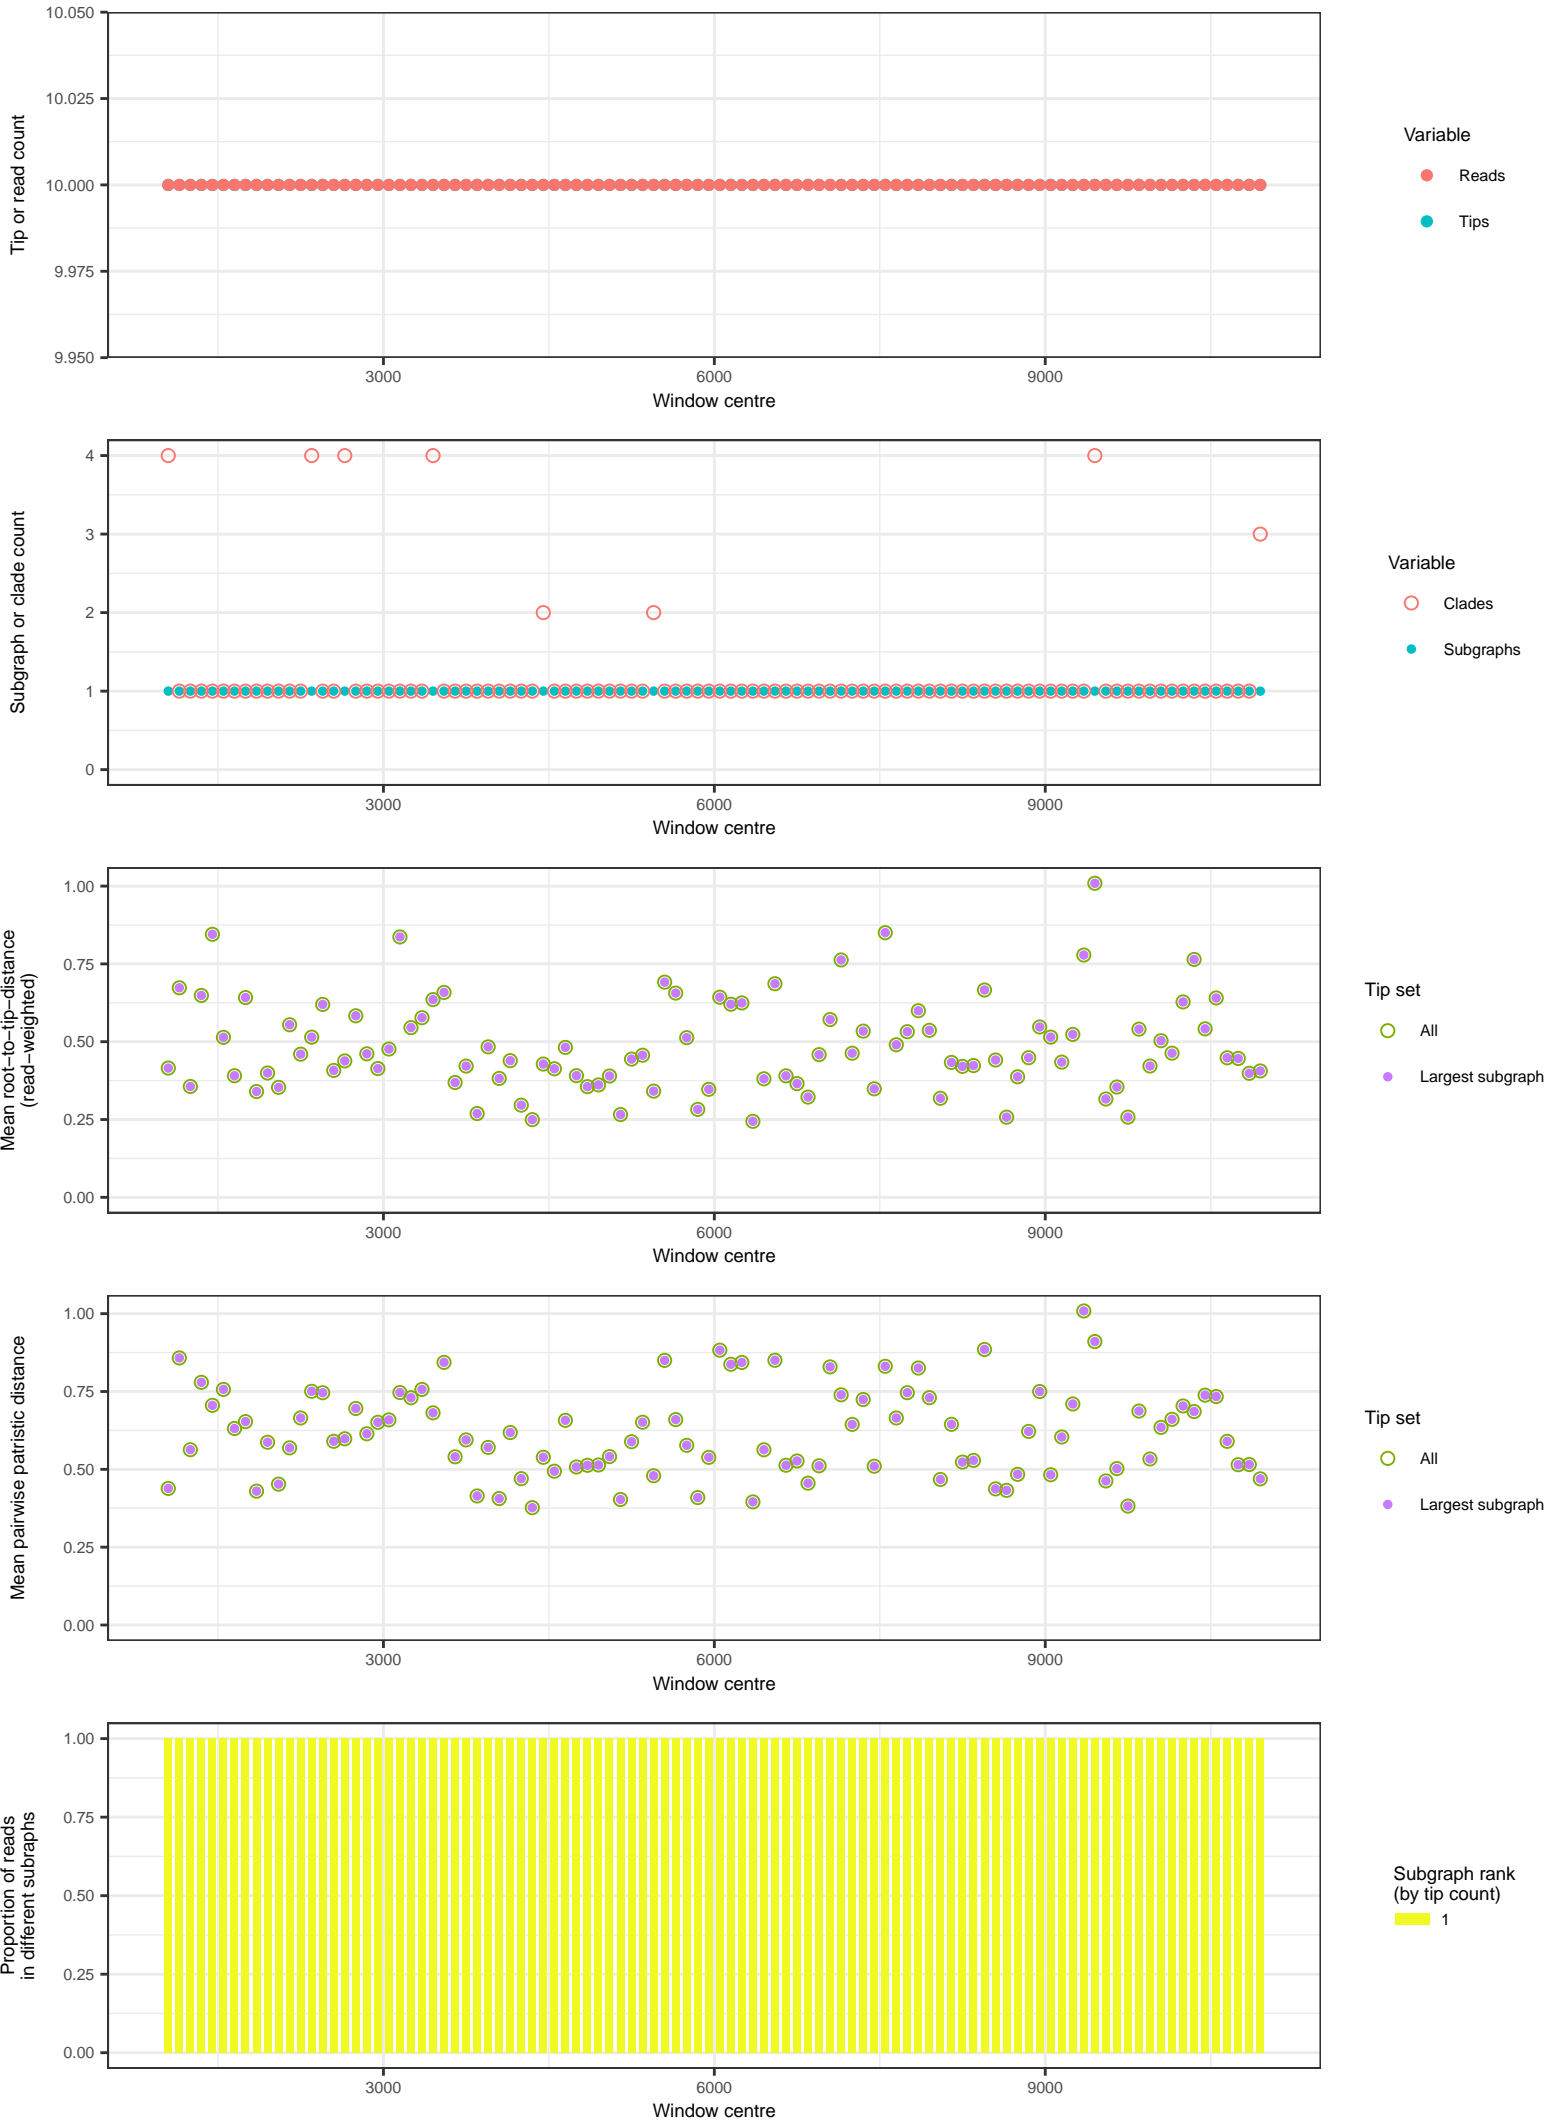 10.050
10.025
10.000
9.975
9.950
Tip or read count
3000
6000
9000
Window centre
Variable
Reads
Tips
4
3
2
1
0
Subgraph or clade count
3000
6000
9000
Window centre
Variable
Clades
Subgraphs
1.00
0.75
0.50
0.25
0.00
Mean root−to−tip−distance
(read−weighted)
3000
6000
9000
Window centre
Tip set
All
Largest subgraph
1.00
0.75
0.50
0.25
0.00
Mean pairwise patristic distance
3000
6000
9000
Window centre
Tip set
All
Largest subgraph
1.00
0.75
0.50
0.25
0.00
Proportion of reads
in different subraphs
3000
6000
9000
Window centre
Subgraph rank
(by tip count)
1